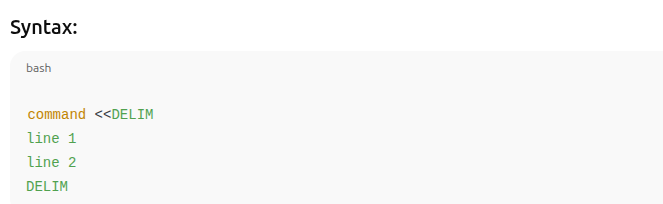 Syntax:
bash
command <<DELIM
line 1
line 2
DELIM